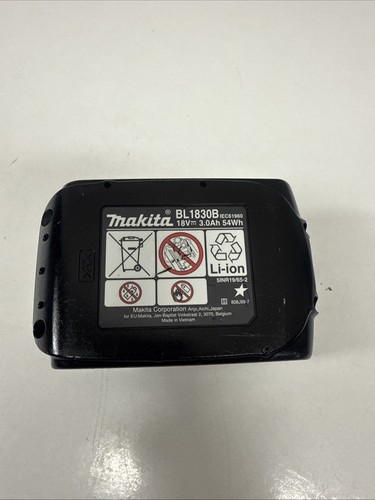 makita® BL1830B IEC61960
18V⎓ 3.0Ah 54Wh
Li-ion
5INR19/65-2
Makita Corporation Anjo, Aichi, Japan
for EU:Makita, Jan-Baptist Vinkstraat 2, 3070, Belgium
Made in Vietnam